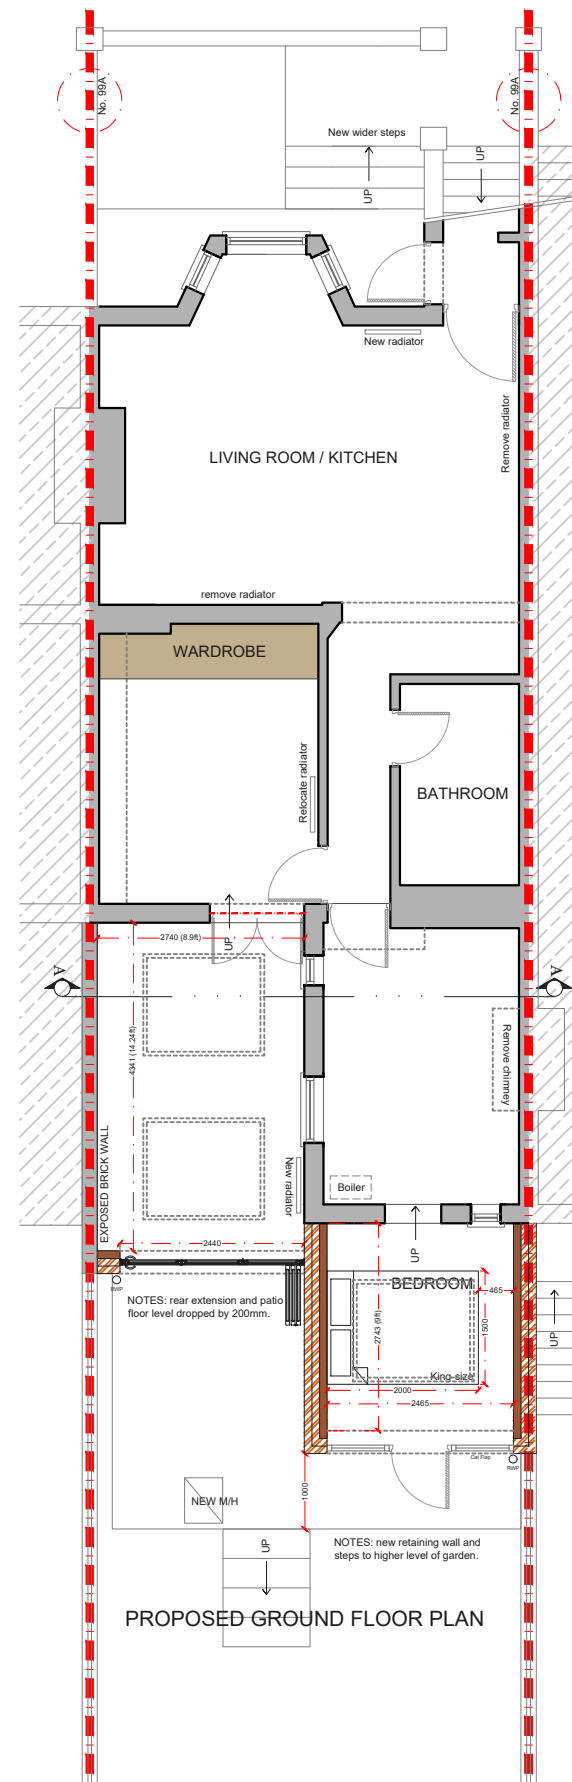 No. 99A
No. 99A
New wider steps
UP
UP
New radiator
Remove radiator
LIVING ROOM / KITCHEN
remove radiator
WARDROBE
Relocate radiator
BATHROOM
UP
2740 (8.9ft)
A
A
4341 (14.24ft)
Remove chimney
EXPOSED BRICK WALL
New radiator
Boiler
2440
UP
BEDROOM
RWP
NOTES: rear extension and patio
floor level dropped by 200mm.
465
2743 (9ft)
1500
UP
King-size
2000
2465
Cat Flap
RWP
1000
NEW M/H
UP
NOTES: new retaining wall and
steps to higher level of garden.
PROPOSED GROUND FLOOR PLAN